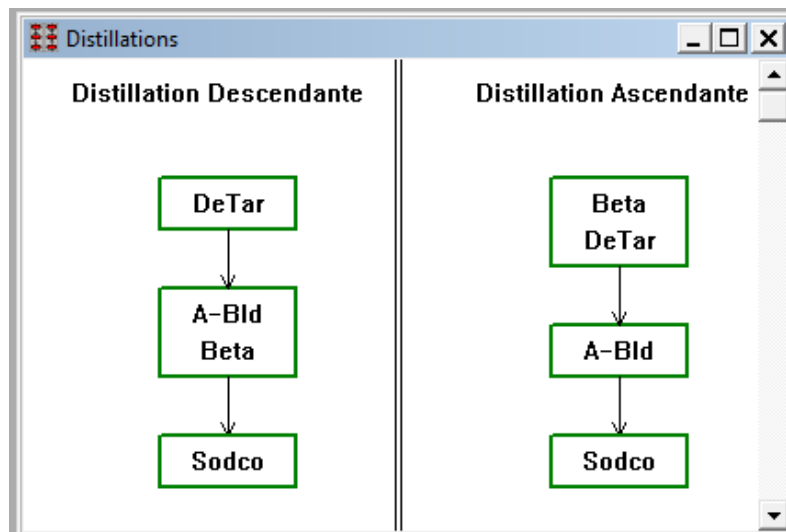 Distillations
Distillation Descendante
DeTar
A-Bld
Beta
Sodco
Distillation Ascendante
Beta
DeTar
A-Bld
Sodco